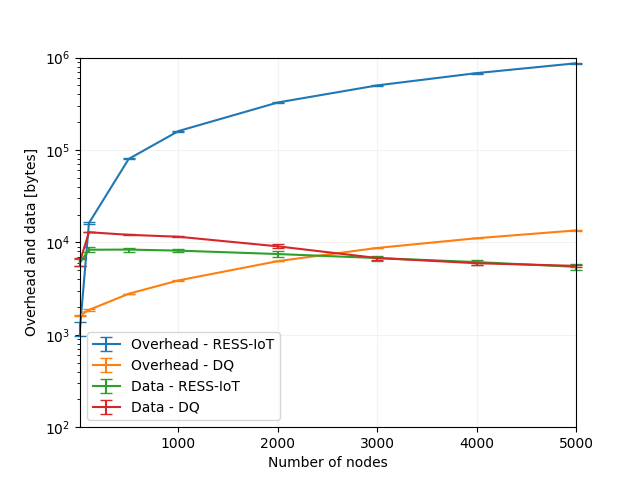 10^6
10^5
10^4
10^3
10^2
Overhead and data [bytes]
Overhead - RESS-IoT
Overhead - DQ
Data - RESS-IoT
Data - DQ
1000 2000 3000 4000 5000
Number of nodes